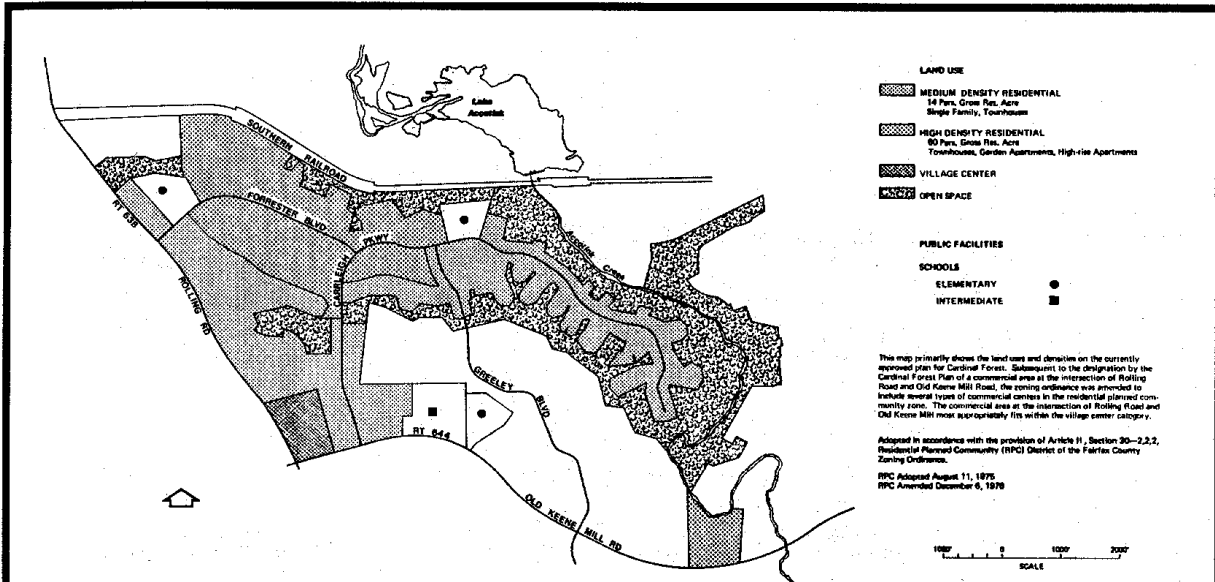 LAND USE
MEDIUM DENSITY RESIDENTIAL
14 Pers. Gross Res. Acre
Single Family, Townhouses
HIGH DENSITY RESIDENTIAL
60 Pers. Gross Res. Acre
Townhouses, Garden Apartments, High-rise Apartments
VILLAGE CENTER
OPEN SPACE
PUBLIC FACILITIES
SCHOOLS
ELEMENTARY
INTERMEDIATE
This map primarily shows the land uses and densities on the currently
approved plan for Cardinal Forest. Subsequent to the designation by the
Cardinal Forest Plan of a commercial area at the intersection of Rolling
Road and Old Keene Mill Road, the zoning ordinance was amended to
include several types of commercial centers in the residential planned com-
munity zone. The commercial area at the intersection of Rolling Road and
Old Keene Mill most appropriately fits within the village center category.
Adopted in accordance with the provision of Article II, Section 30—2.2.2,
Residential Planned Community (RPC) District of the Fairfax County
Zoning Ordinance.
RPC Adopted August 11, 1975
RPC Amended December 6, 1976
1000' 0 1000' 2000'
SCALE
Lake
Accotink
SOUTHERN RAILROAD
RT 638
ROLLING RD
FORRESTER BLVD
CARRLEIGH PKWY
Accotink Creek
GREELEY BLVD
RT 644
OLD KEENE MILL RD